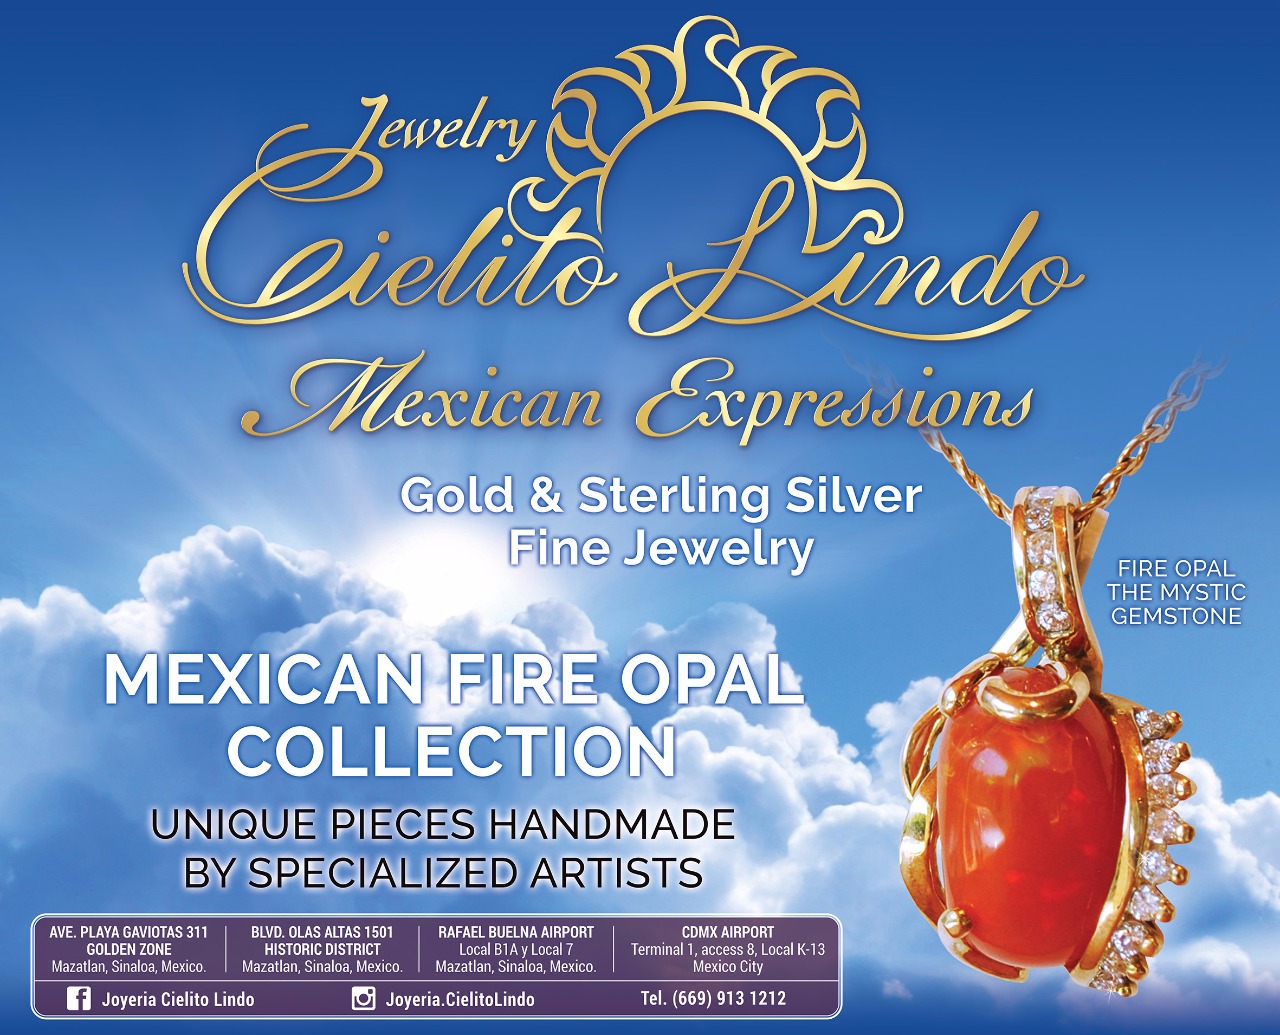 Jewelry
Cielito Lindo
Mexican Expressions
Gold & Sterling Silver
Fine Jewelry
FIRE OPAL
THE MYSTIC
GEMSTONE
MEXICAN FIRE OPAL
COLLECTION
UNIQUE PIECES HANDMADE
BY SPECIALIZED ARTISTS
AVE. PLAYA GAVIOTAS 311
GOLDEN ZONE
Mazatlan, Sinaloa, Mexico.
BLVD. OLAS ALTAS 1501
HISTORIC DISTRICT
Mazatlan, Sinaloa, Mexico.
RAFAEL BUELNA AIRPORT
Local B1A y Local 7
Mazatlan, Sinaloa, Mexico.
CDMX AIRPORT
Terminal 1, access 8, Local K-13
Mexico City
Joyeria Cielito Lindo
Joyeria.CielitoLindo
Tel. (669) 913 1212